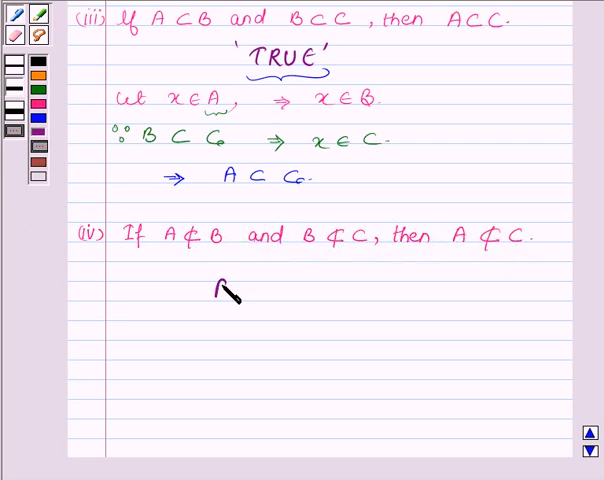 (iii) If A ⊂ B and B ⊂ C, then A ⊂ C.
'TRUE'
Let x ∈ A, ⇒ x ∈ B.
∵ B ⊂ C ⇒ x ∈ C.
⇒ A ⊂ C.
(iv) If A ⊄ B and B ⊄ C, then A ⊄ C.